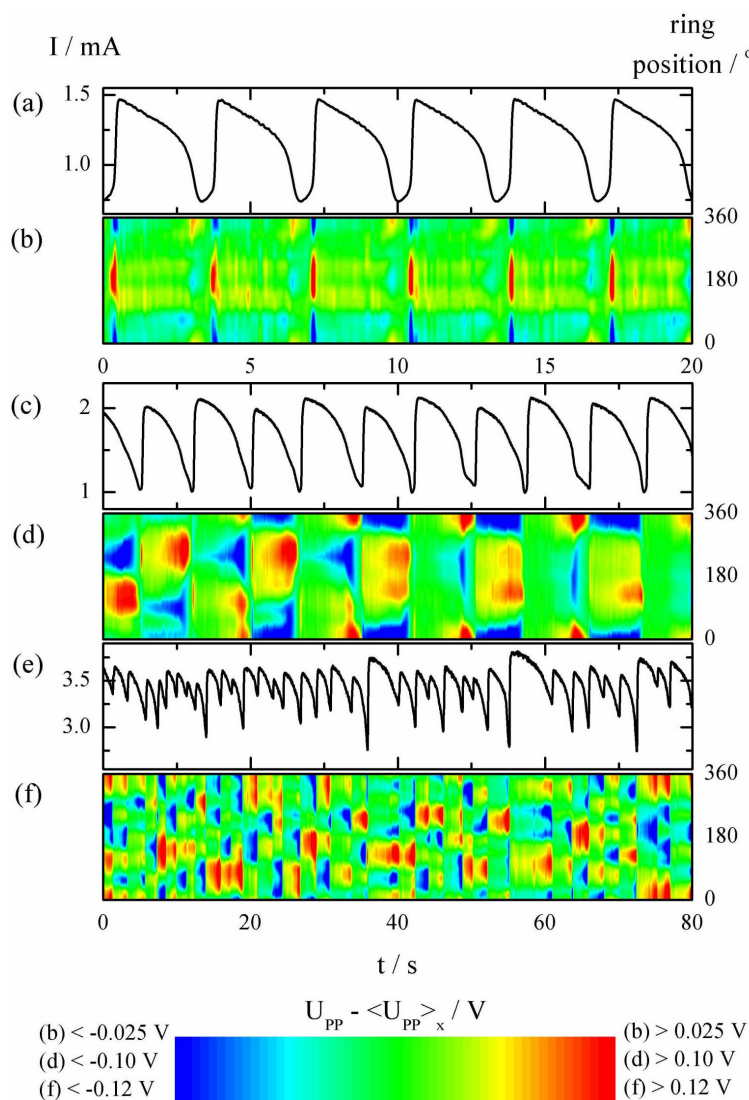 I / mA
ring
position / °
(a)
1.5
1.0
(b)
360
180
0
0 5 10 15 20
(c)
2
1
(d)
360
180
0
(e)
3.5
3.0
(f)
360
180
0
0 20 40 60 80
t / s
U_PP - <U_PP>_x / V
(b) < -0.025 V
(d) < -0.10 V
(f) < -0.12 V
(b) > 0.025 V
(d) > 0.10 V
(f) > 0.12 V